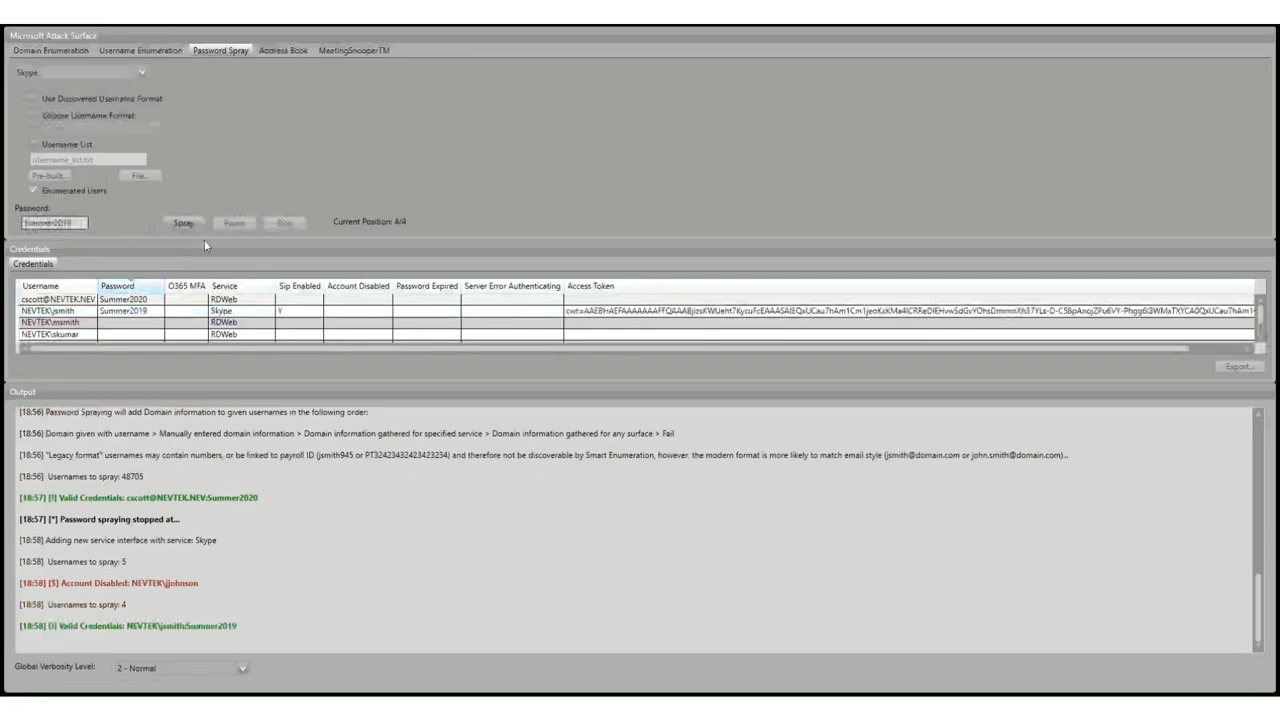 Microsoft Attack Surface
Domain Enumeration Username Enumeration Password Spray Address Book MeetingSnooperTM
Skype
Use Discovered Username Format
Choose Username Format:
Username List
username_list.txt
Pre-built... File...
Enumerated Users
Password:
Summer2019 Spray Pause Stop Current Position: 4/4
Credentials
Credentials
Username Password O365 MFA Service Sip Enabled Account Disabled Password Expired Server Error Authenticating Access Token
cscott@NEVTEK.NEV Summer2020 RDWeb
NEVTEK\jsmith Summer2019 Skype Y
NEVTEK\msmith RDWeb
NEVTEK\skumar RDWeb
Export...
Output
[18:56] Password Spraying will add Domain information to given usernames in the following order:
[18:56] Domain given with username > Manually entered domain information > Domain information gathered for specified service > Domain information gathered for any surface > Fail
[18:56] "Legacy format" usernames may contain numbers, or be linked to payroll ID (jsmith945 or PT32423432423423234) and therefore not be discoverable by Smart Enumeration, however. the modern format is more likely to match email style (jsmith@domain.com or john.smith@domain.com)...
[18:56] Usernames to spray: 48705
[18:57] [!] Valid Credentials: cscott@NEVTEK.NEV:Summer2020
[18:57] [*] Password spraying stopped at...
[18:58] Adding new service interface with service: Skype
[18:58] Usernames to spray: 5
[18:58] [$] Account Disabled: NEVTEK\jjohnson
[18:58] Usernames to spray: 4
[18:58] [!] Valid Credentials: NEVTEK\jsmith:Summer2019
Global Verbosity Level: 2 - Normal